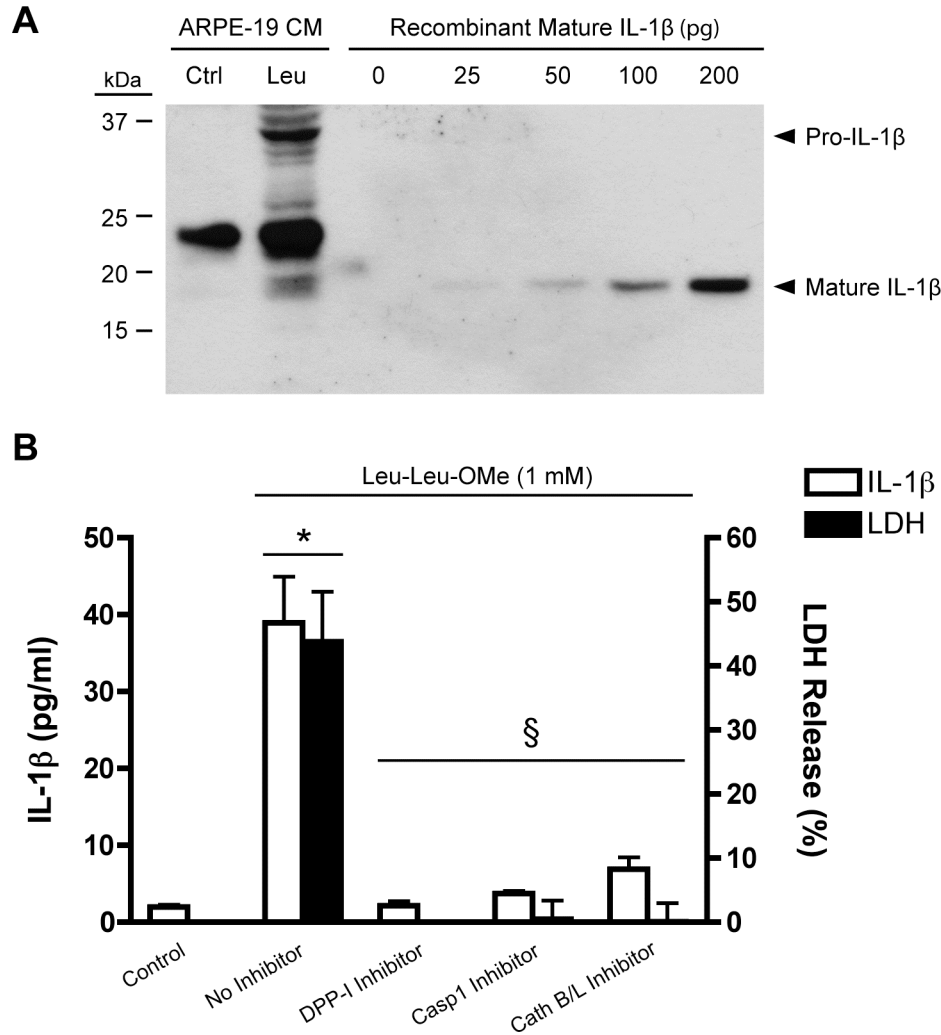 A
ARPE-19 CM
Recombinant Mature IL-1β (pg)
kDa
Ctrl
Leu
0
25
50
100
200
37
Pro-IL-1β
25
20
Mature IL-1β
15
B
Leu-Leu-OMe (1 mM)
IL-1β
LDH
50
40
30
20
10
0
IL-1β (pg/ml)
*
§
60
50
40
30
20
10
0
LDH Release (%)
Control
No Inhibitor
DPP-I Inhibitor
Casp1 Inhibitor
Cath B/L Inhibitor